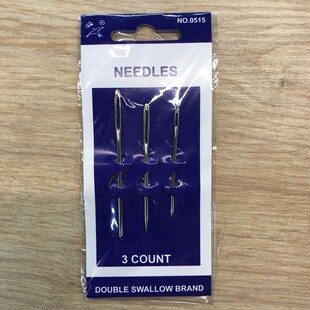 NO.0515
NEEDLES
3 COUNT
DOUBLE SWALLOW BRAND